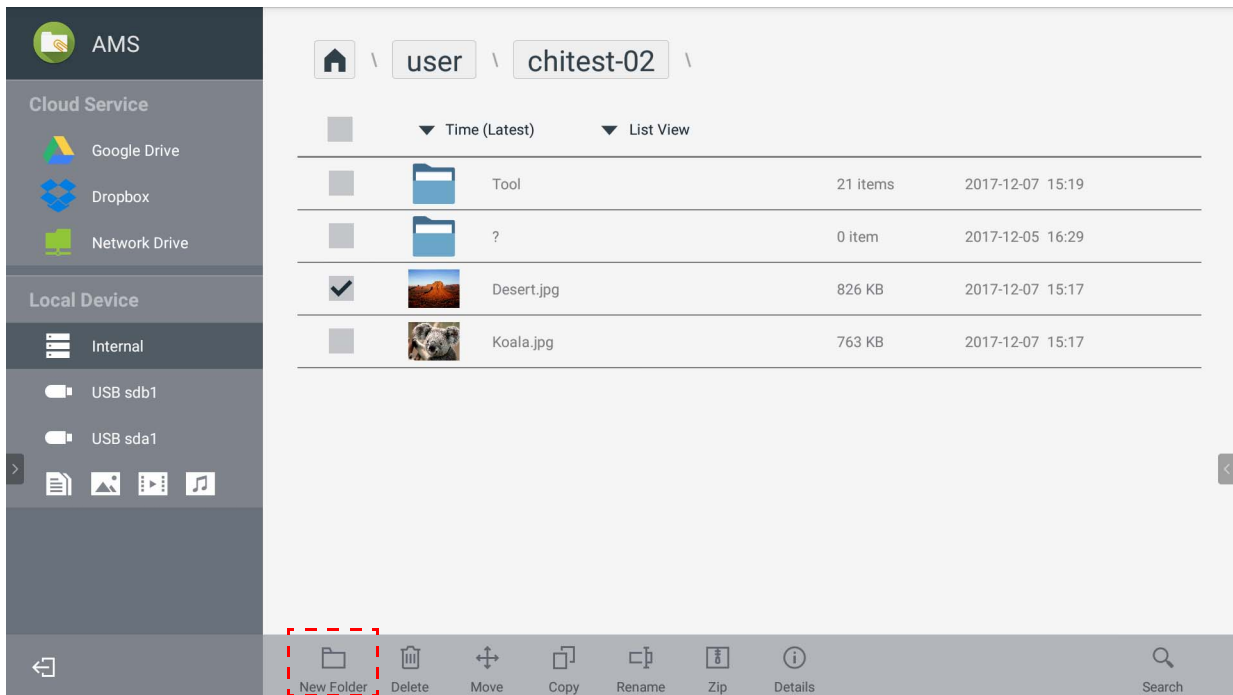 AMS
Cloud Service
Google Drive
Dropbox
Network Drive
Local Device
Internal
USB sdb1
USB sda1
\ user \ chitest-02 \
Time (Latest) List View
Tool 21 items 2017-12-07 15:19
? 0 item 2017-12-05 16:29
Desert.jpg 826 KB 2017-12-07 15:17
Koala.jpg 763 KB 2017-12-07 15:17
New Folder Delete Move Copy Rename Zip Details Search